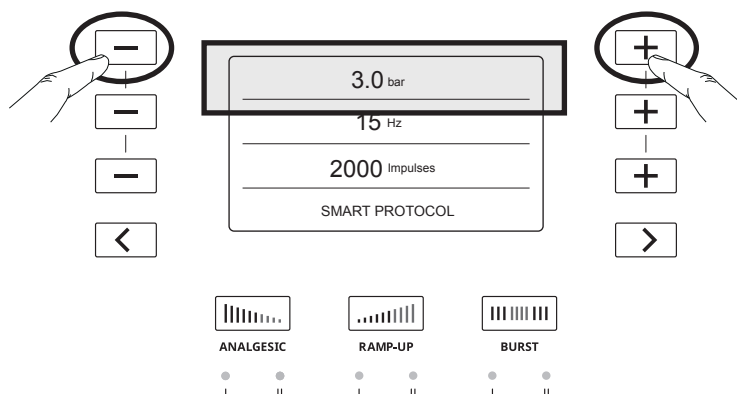 3.0 bar
15 Hz
2000 Impulses
SMART PROTOCOL
ANALGESIC RAMP-UP BURST
I II I II I II